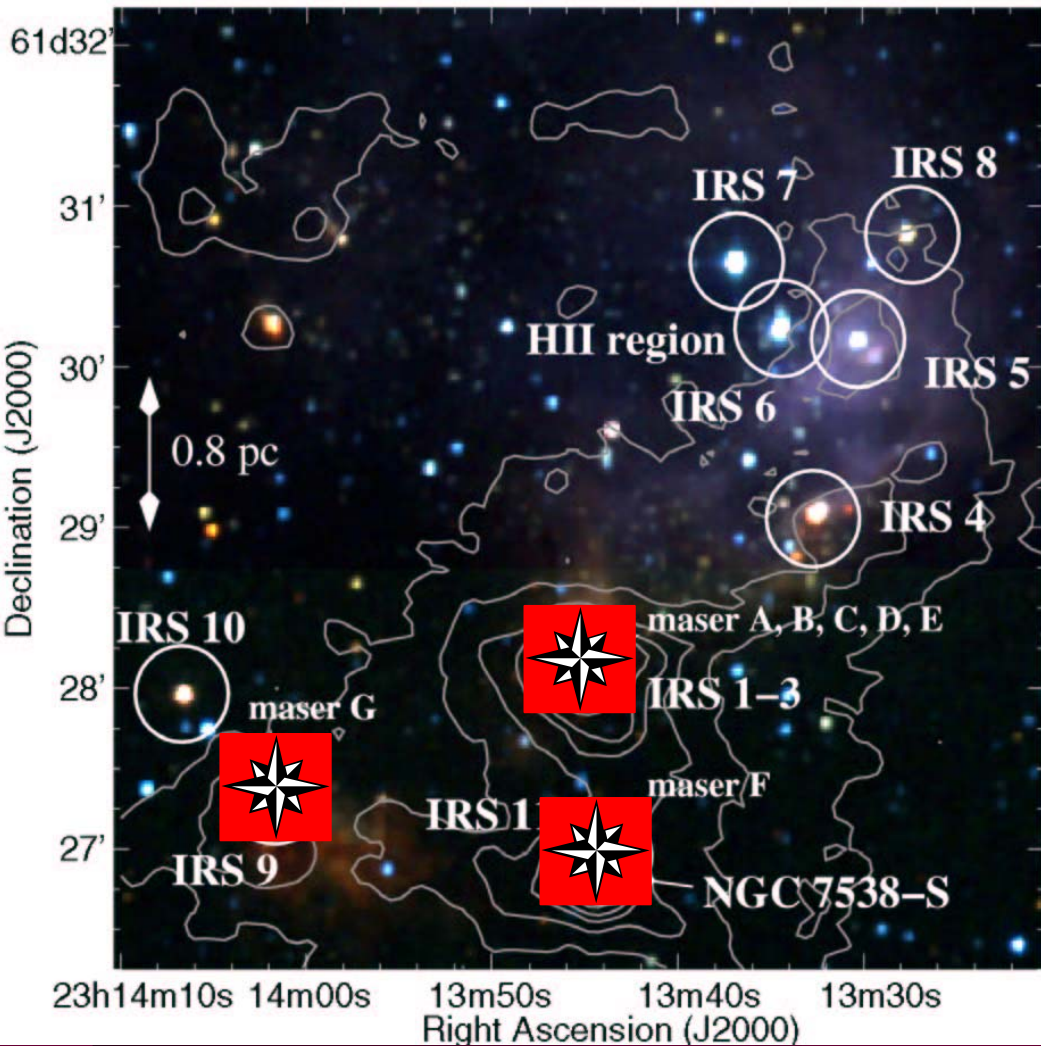 61d32’
IRS 8
IRS 7
31’
HII region
30’
IRS 5
IRS 6
0.8 pc
29’
IRS 4
maser A, B, C, D, E
IRS 10
28’
IRS 1–3
maser G
maser F
27’
IRS 9
NGC 7538–S
23h14m10s 14m00s 13m50s 13m40s 13m30s
Right Ascension (J2000)
Declination (J2000)